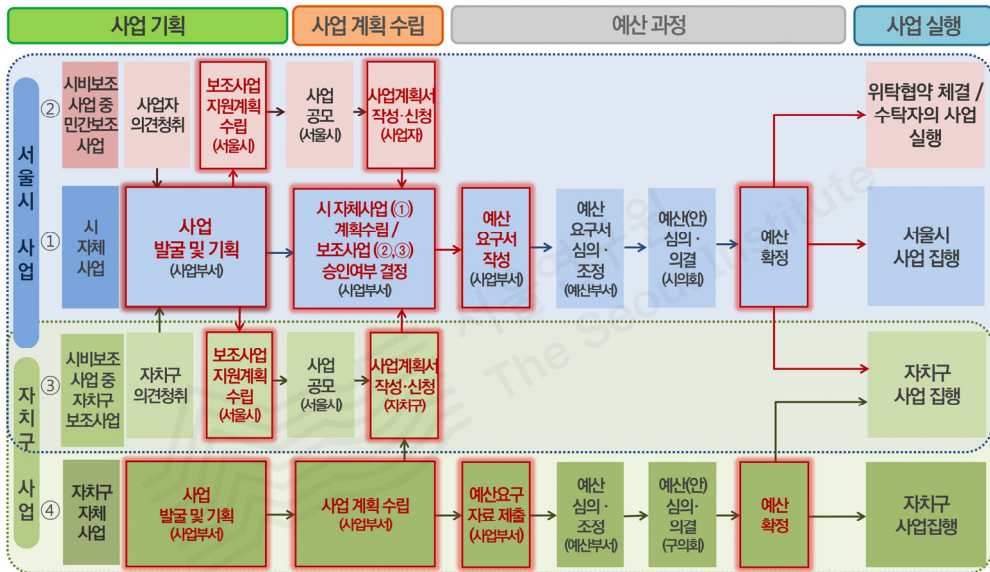 사업 기획
사업 계획 수립
예산 과정
사업 실행
서울시 사업
②
시비보조
사업 중
민간보조
사업
사업자
의견청취
보조사업
지원계획
수립
(서울시)
사업
공모
(서울시)
사업계획서
작성·신청
(사업자)
위탁협약 체결 /
수탁자의 사업
실행
①
시
자체
사업
사업
발굴 및 기획
(사업부서)
시 자체사업 (①)
계획수립 /
보조사업 (②,③)
승인여부 결정
(사업부서)
예산
요구서
작성
(사업부서)
예산
요구서
심의·
조정
(예산부서)
예산(안)
심의·
의결
(시의회)
예산
확정
서울시
사업 집행
자치구 사업
③
시비보조
사업 중
자치구
보조사업
자치구
의견청취
보조사업
지원계획
수립
(서울시)
사업
공모
(서울시)
사업계획서
작성·신청
(자치구)
자치구
사업 집행
④
자치구
자체
사업
사업
발굴 및 기획
(사업부서)
사업 계획 수립
(사업부서)
예산요구
자료 제출
(사업부서)
예산
심의·
조정
(예산부서)
예산(안)
심의·
의결
(구의회)
예산
확정
자치구
사업집행
서울연구원
The Seoul Institute